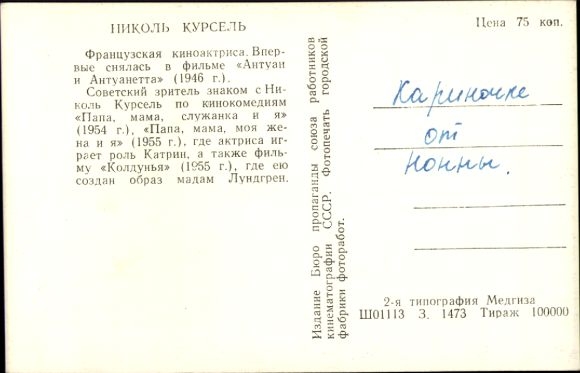 НИКОЛЬ КУРСЕЛЬ
Французская киноактриса. Впер-
вые снялась в фильме «Антуан
и Антуанетта» (1946 г.).
Советский зритель знаком с Ни-
коль Курсель по кинокомедиям
«Папа, мама, служанка и я»
(1954 г.), «Папа, мама, моя же-
на и я» (1955 г.), где актриса иг-
рает роль Катрин, а также филь-
му «Колдунья» (1955 г.), где ею
создан образ мадам Лундгрен.
Издание Бюро пропаганды союза работников
кинематографии СССР. Фотопечать городской
фабрики фоторабот.
Цена 75 коп.
Кариночке
от
Нонны.
2-я типография Медгиза
Ш01113 З. 1473 Тираж 100000